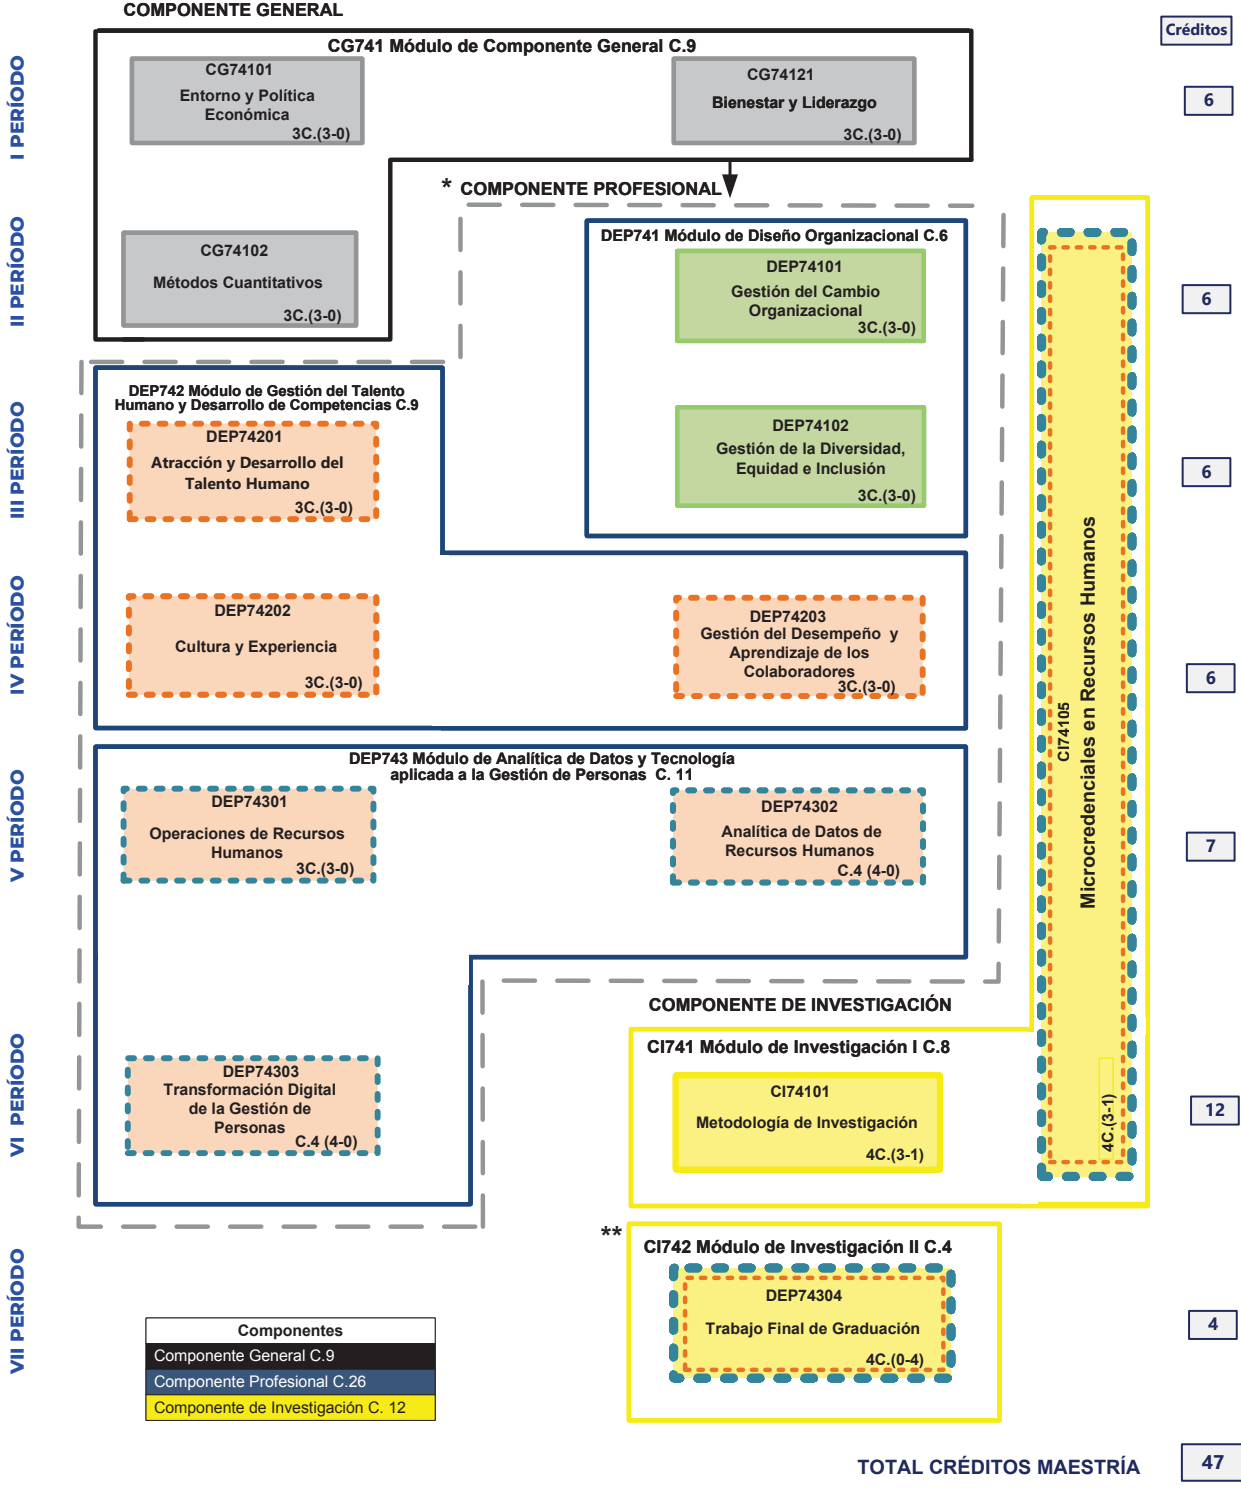 COMPONENTE GENERAL
Créditos
I PERÍODO
CG741 Módulo de Componente General C.9
CG74101
Entorno y Política
Económica
3C.(3-0)
CG74121
Bienestar y Liderazgo
3C.(3-0)
6
* COMPONENTE PROFESIONAL
II PERÍODO
CG74102
Métodos Cuantitativos
3C.(3-0)
DEP741 Módulo de Diseño Organizacional C.6
DEP74101
Gestión del Cambio
Organizacional
3C.(3-0)
6
III PERÍODO
DEP742 Módulo de Gestión del Talento
Humano y Desarrollo de Competencias C.9
DEP74201
Atracción y Desarrollo del
Talento Humano
3C.(3-0)
DEP74102
Gestión de la Diversidad,
Equidad e Inclusión
3C.(3-0)
6
IV PERÍODO
DEP74202
Cultura y Experiencia
3C.(3-0)
DEP74203
Gestión del Desempeño y
Aprendizaje de los
Colaboradores
3C.(3-0)
6
CI74105
Microcredenciales en Recursos Humanos
4C.(3-1)
V PERÍODO
DEP743 Módulo de Analítica de Datos y Tecnología
aplicada a la Gestión de Personas C. 11
DEP74301
Operaciones de Recursos
Humanos
3C.(3-0)
DEP74302
Analítica de Datos de
Recursos Humanos
C.4 (4-0)
7
COMPONENTE DE INVESTIGACIÓN
VI PERÍODO
DEP74303
Transformación Digital
de la Gestión de
Personas
C.4 (4-0)
CI741 Módulo de Investigación I C.8
CI74101
Metodología de Investigación
4C.(3-1)
12
VII PERÍODO
**
CI742 Módulo de Investigación II C.4
DEP74304
Trabajo Final de Graduación
4C.(0-4)
4
Componentes
Componente General C.9
Componente Profesional C.26
Componente de Investigación C. 12
TOTAL CRÉDITOS MAESTRÍA
47